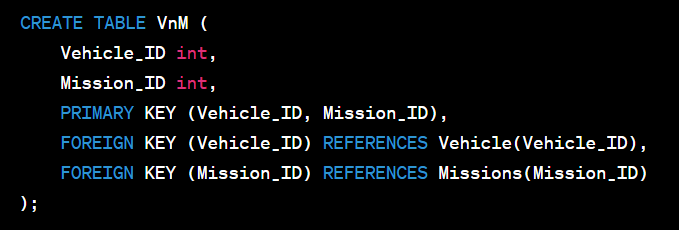 CREATE TABLE VnM (
    Vehicle_ID int,
    Mission_ID int,
    PRIMARY KEY (Vehicle_ID, Mission_ID),
    FOREIGN KEY (Vehicle_ID) REFERENCES Vehicle(Vehicle_ID),
    FOREIGN KEY (Mission_ID) REFERENCES Missions(Mission_ID)
);